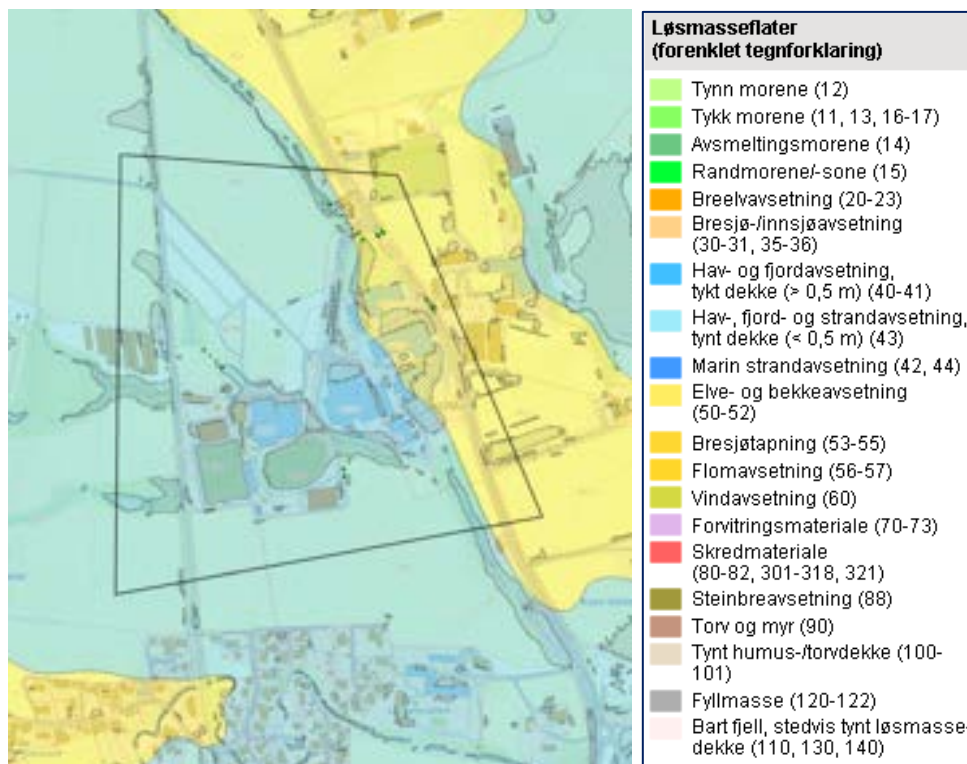 Løsmasseflater
(forenklet tegnforklaring)
Tynn morene (12)
Tykk morene (11, 13, 16-17)
Avsmeltingsmorene (14)
Randmorene/-sone (15)
Breelvavsetning (20-23)
Bresjø-/innsjøavsetning
(30-31, 35-36)
Hav- og fjordavsetning,
tykt dekke (> 0,5 m) (40-41)
Hav-, fjord- og strandavsetning,
tynt dekke (< 0,5 m) (43)
Marin strandavsetning (42, 44)
Elve- og bekkeavsetning
(50-52)
Bresjøtapning (53-55)
Flomavsetning (56-57)
Vindavsetning (60)
Forvitringsmateriale (70-73)
Skredmateriale
(80-82, 301-318, 321)
Steinbreavsetning (88)
Torv og myr (90)
Tynt humus-/torvdekke (100-
101)
Fyllmasse (120-122)
Bart fjell, stedvis tynt løsmasse-
dekke (110, 130, 140)